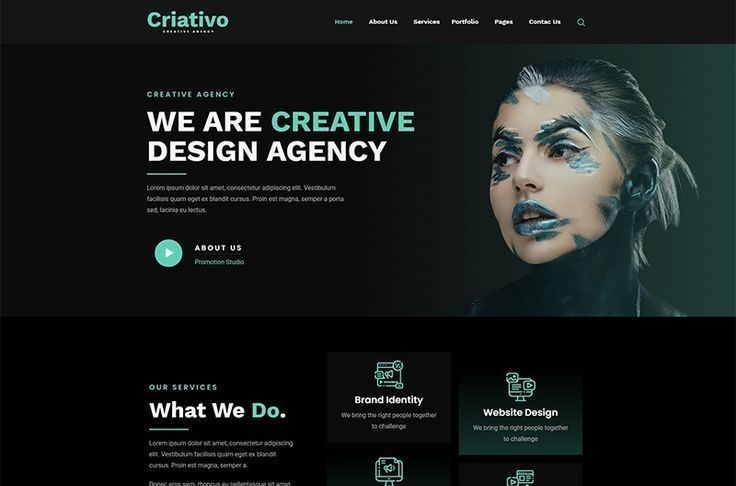 Criativo
CREATIVE AGENCY
Home
About Us
Services
Portfolio
Pages
Contac Us
CREATIVE AGENCY
WE ARE CREATIVE
DESIGN AGENCY
Lorem ipsum dolor sit amet, consectetur adipiscing elit. Vestibulum
facilisis quam eget ex blandit cursus. Proin est magna, semper a porta
sed, lacinia eu lectus.
ABOUT US
Promotion Studio
OUR SERVICES
What We Do.
Lorem ipsum dolor sit amet, consectetur
adipiscing elit. Vestibulum facilisis quam
eget ex blandit cursus. Proin est
magna, semper a
Donec eros sem, rhoncus eu pellentesque sit amet
Brand Identity
We bring the right people together
to challenge
Website Design
We bring the right people together
to challenge